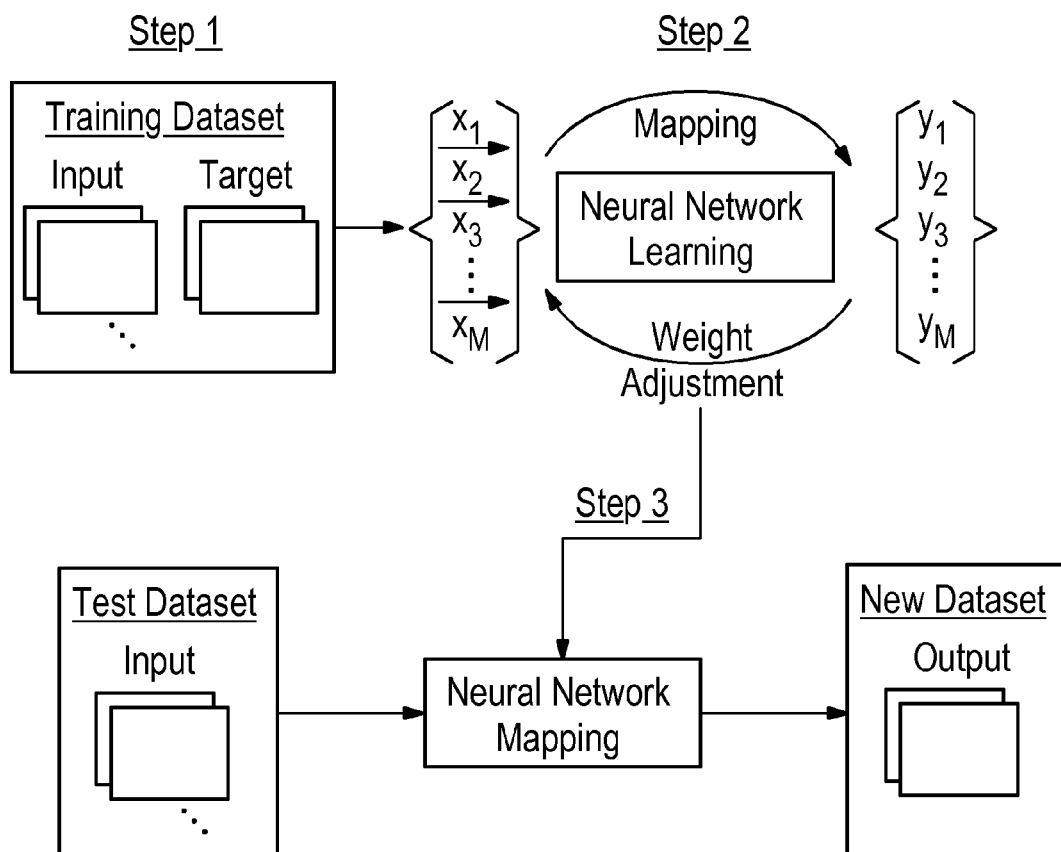 Step 1
Step 2
Training Dataset
Input
Target
x1
x2
x3
⋮
xM
Mapping
Neural Network
Learning
Weight
Adjustment
y1
y2
y3
⋮
yM
Step 3
Test Dataset
Input
Neural Network
Mapping
New Dataset
Output